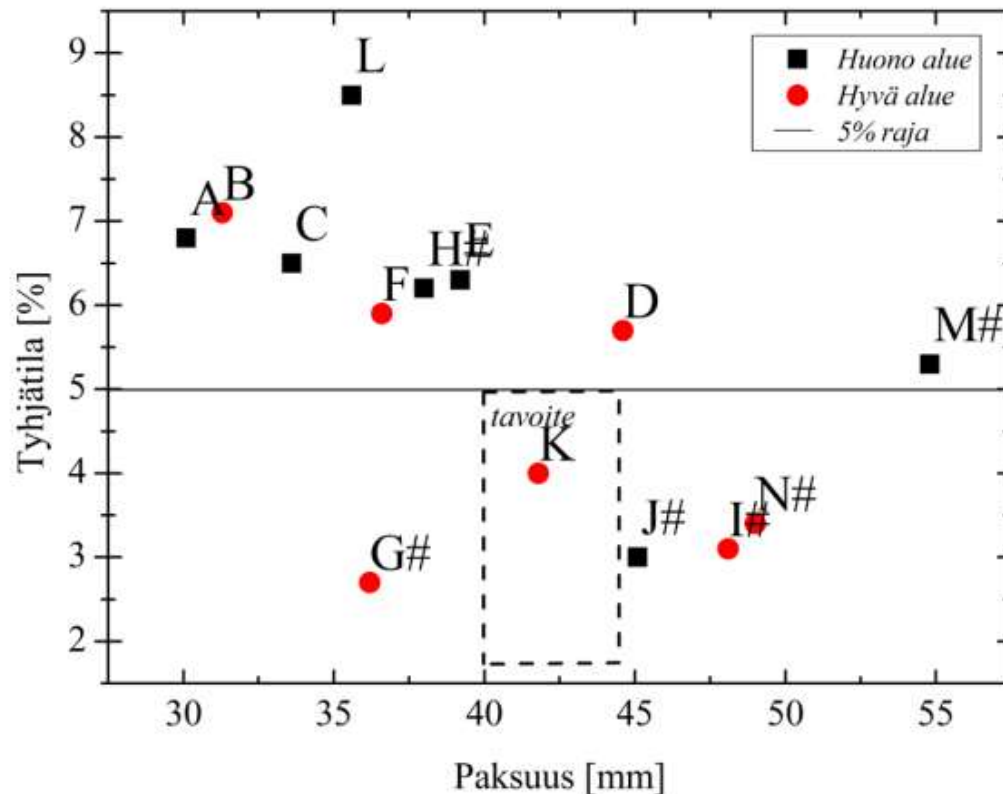 9
8
7
6
5
4
3
2
Tyhjätila [%]
L
A
B
C
H#
E
F
D
M#
tavoite
K
G#
J#
I#
N#
Huono alue
Hyvä alue
5% raja
30 35 40 45 50 55
Paksuus [mm]